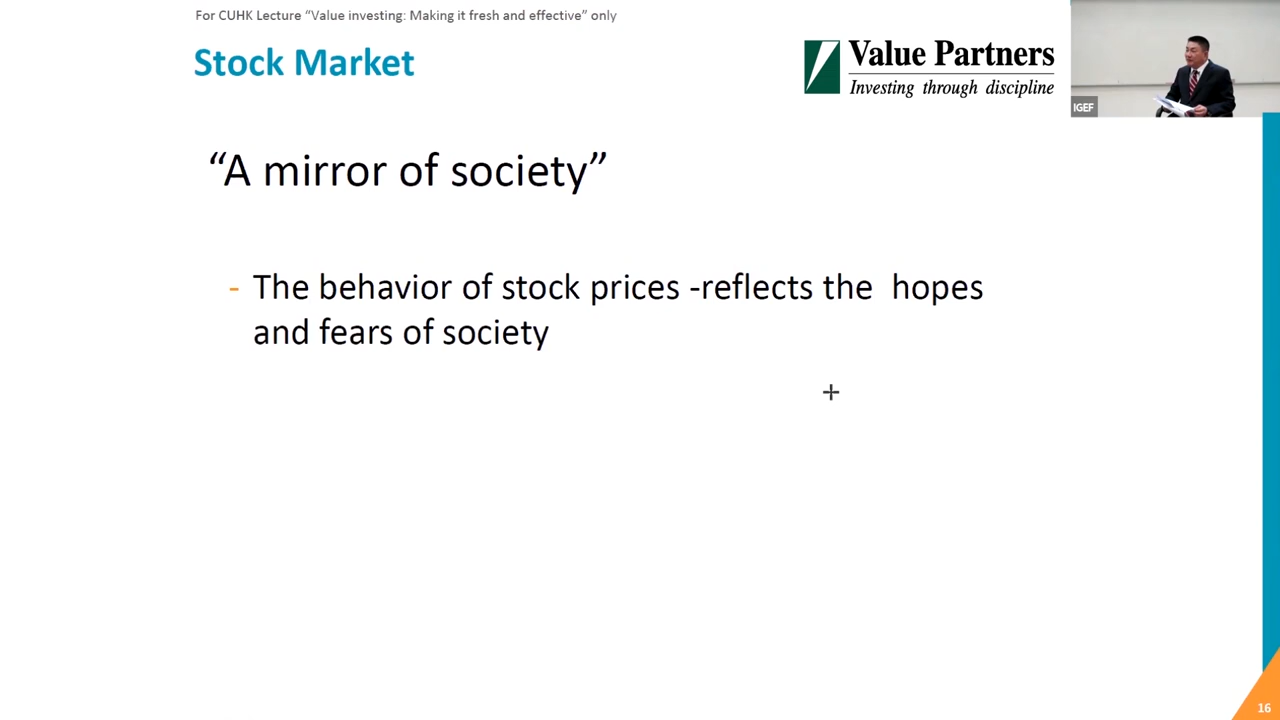 For CUHK Lecture “Value investing: Making it fresh and effective” only
Stock Market
Value Partners
Investing through discipline
IGEF
“A mirror of society”
- The behavior of stock prices -reflects the  hopes
and fears of society
16